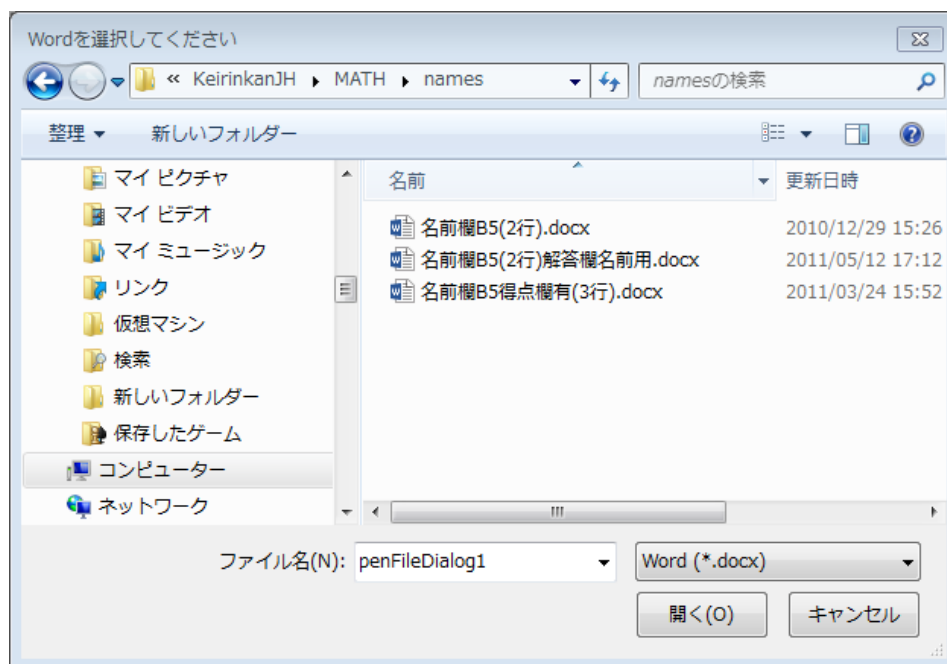 Wordを選択してください
« KeirinkanJH MATH names
namesの検索
整理 新しいフォルダー
マイ ピクチャ
マイ ビデオ
マイ ミュージック
リンク
仮想マシン
検索
新しいフォルダー
保存したゲーム
コンピューター
ネットワーク
名前 更新日時
名前欄B5(2行).docx 2010/12/29 15:26
名前欄B5(2行)解答欄名前用.docx 2011/05/12 17:12
名前欄B5得点欄有(3行).docx 2011/03/24 15:52
ファイル名(N): penFileDialog1 Word (*.docx)
開く(O) キャンセル